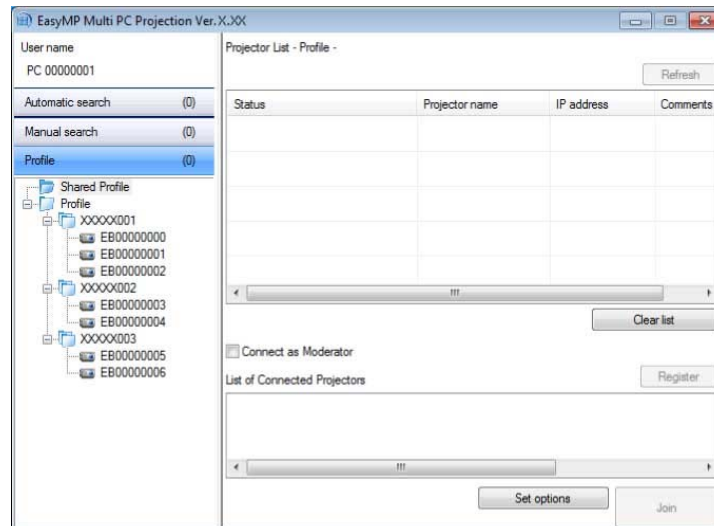 EasyMP Multi PC Projection Ver.X.XX
User name
PC 00000001
Automatic search (0)
Manual search (0)
Profile (0)
Shared Profile
Profile
XXXXX001
EB00000000
EB00000001
EB00000002
XXXXX002
EB00000003
EB00000004
XXXXX003
EB00000005
EB00000006
Projector List - Profile -
Refresh
Status Projector name IP address Comments
Clear list
Connect as Moderator
List of Connected Projectors
Register
Set options
Join